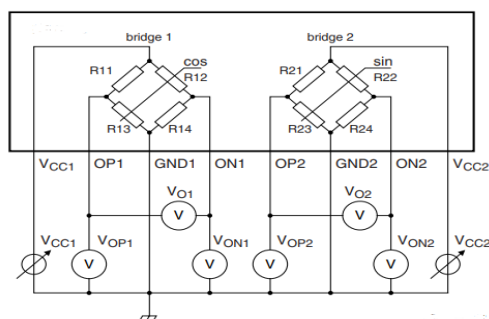 bridge 1 bridge 2
cos sin
R11 R12 R21 R22
R13 R14 R23 R24
VCC1 OP1 GND1 ON1 OP2 GND2 ON2 VCC2
VO1 VO2
V V
VCC1 VOP1 VON1 VOP2 VON2 VCC2
V V V V